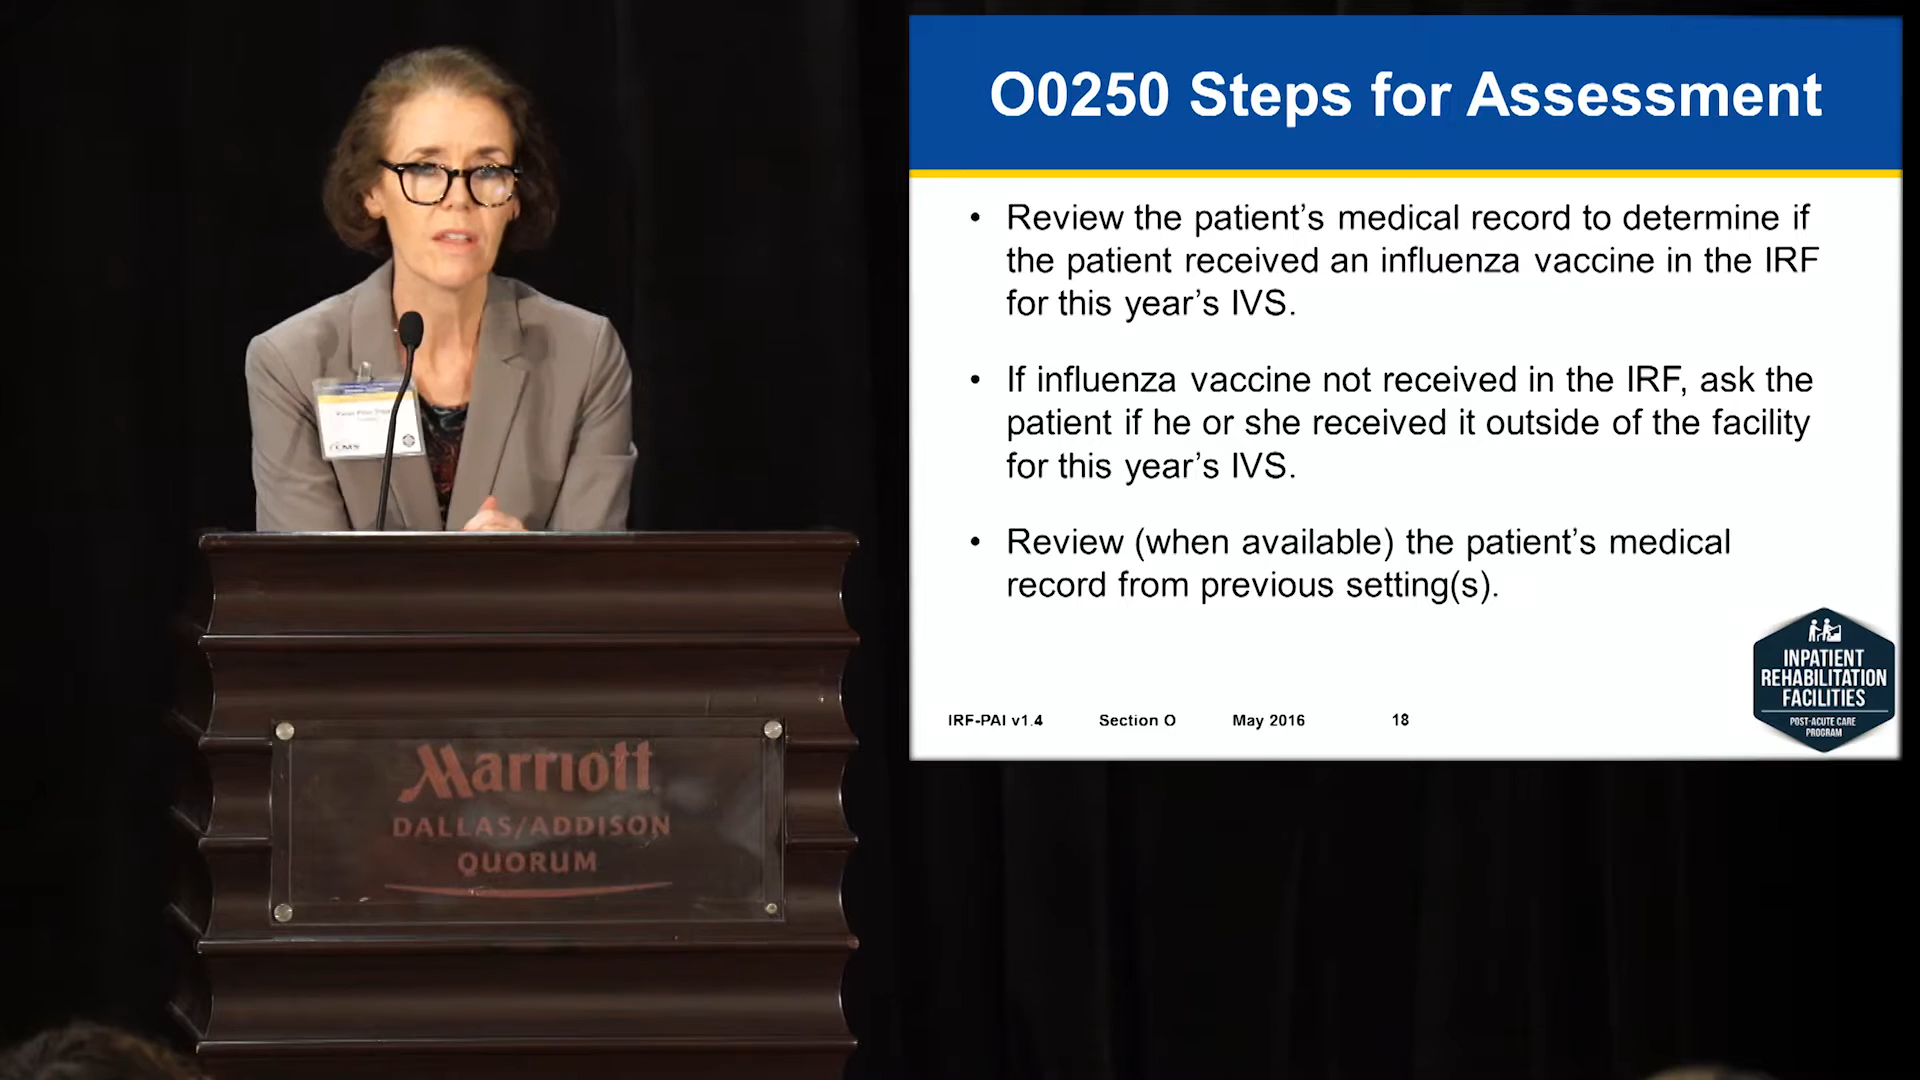 O0250 Steps for Assessment
• Review the patient’s medical record to determine if
the patient received an influenza vaccine in the IRF
for this year’s IVS.
• If influenza vaccine not received in the IRF, ask the
patient if he or she received it outside of the facility
for this year’s IVS.
• Review (when available) the patient’s medical
record from previous setting(s).
INPATIENT
REHABILITATION
FACILITIES
POST-ACUTE CARE
PROGRAM
IRF-PAI v1.4 Section O May 2016 18
CMS
Marriott
DALLAS/ADDISON
QUORUM